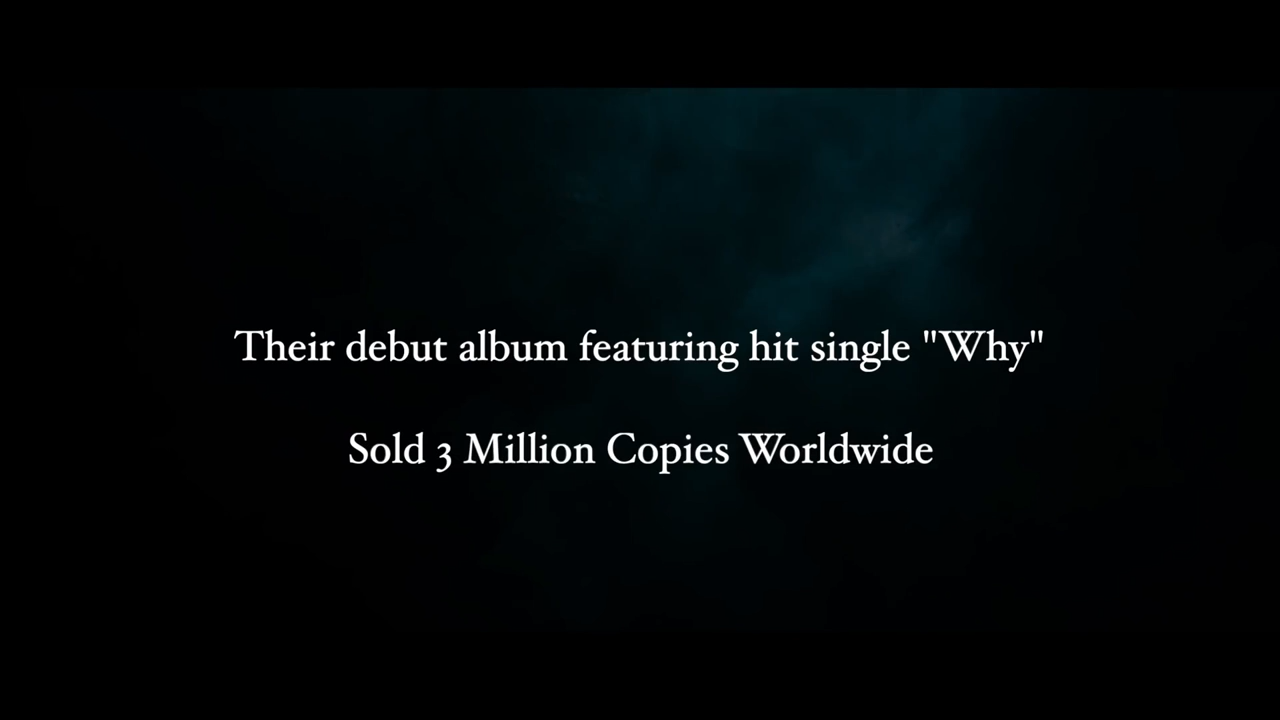 Their debut album featuring hit single "Why"
Sold 3 Million Copies Worldwide